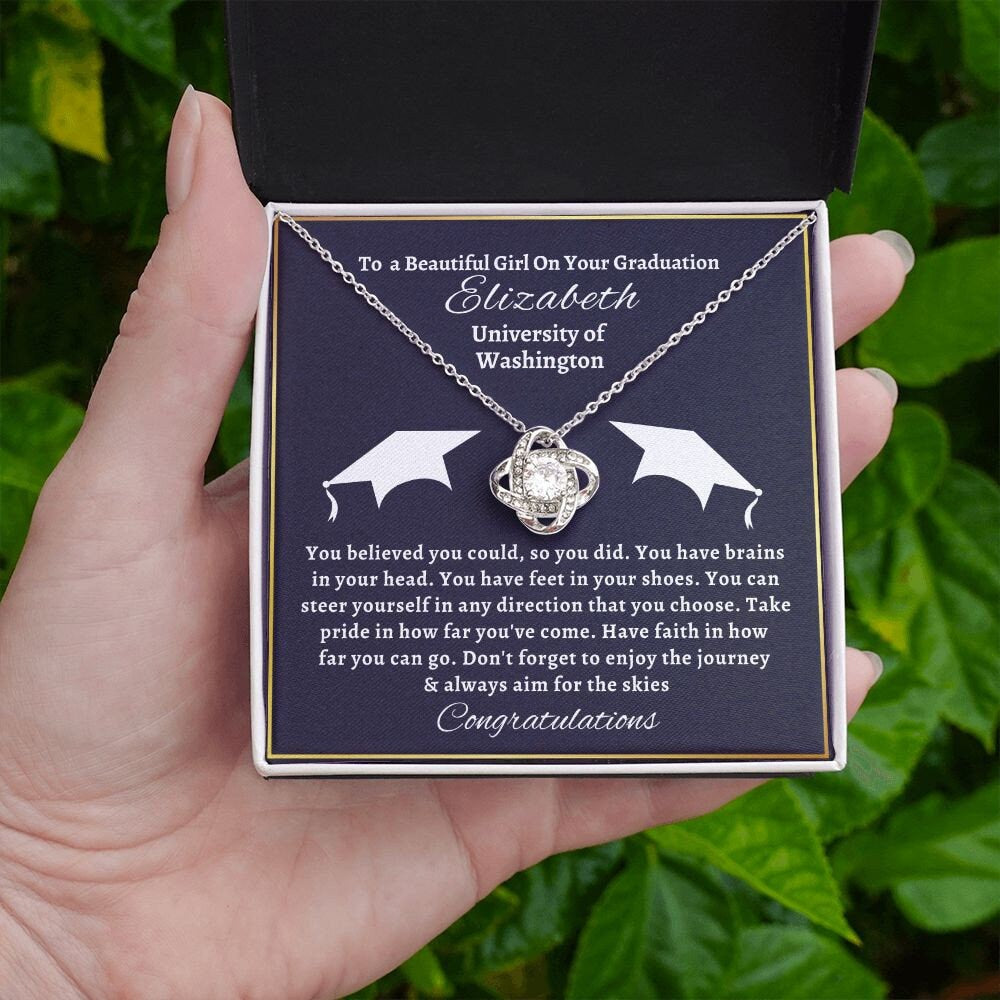 To a Beautiful Girl On Your Graduation
Elizabeth
University of
Washington
You believed you could, so you did. You have brains
in your head. You have feet in your shoes. You can
steer yourself in any direction that you choose. Take
pride in how far you've come. Have faith in how
far you can go. Don't forget to enjoy the journey
& always aim for the skies
Congratulations